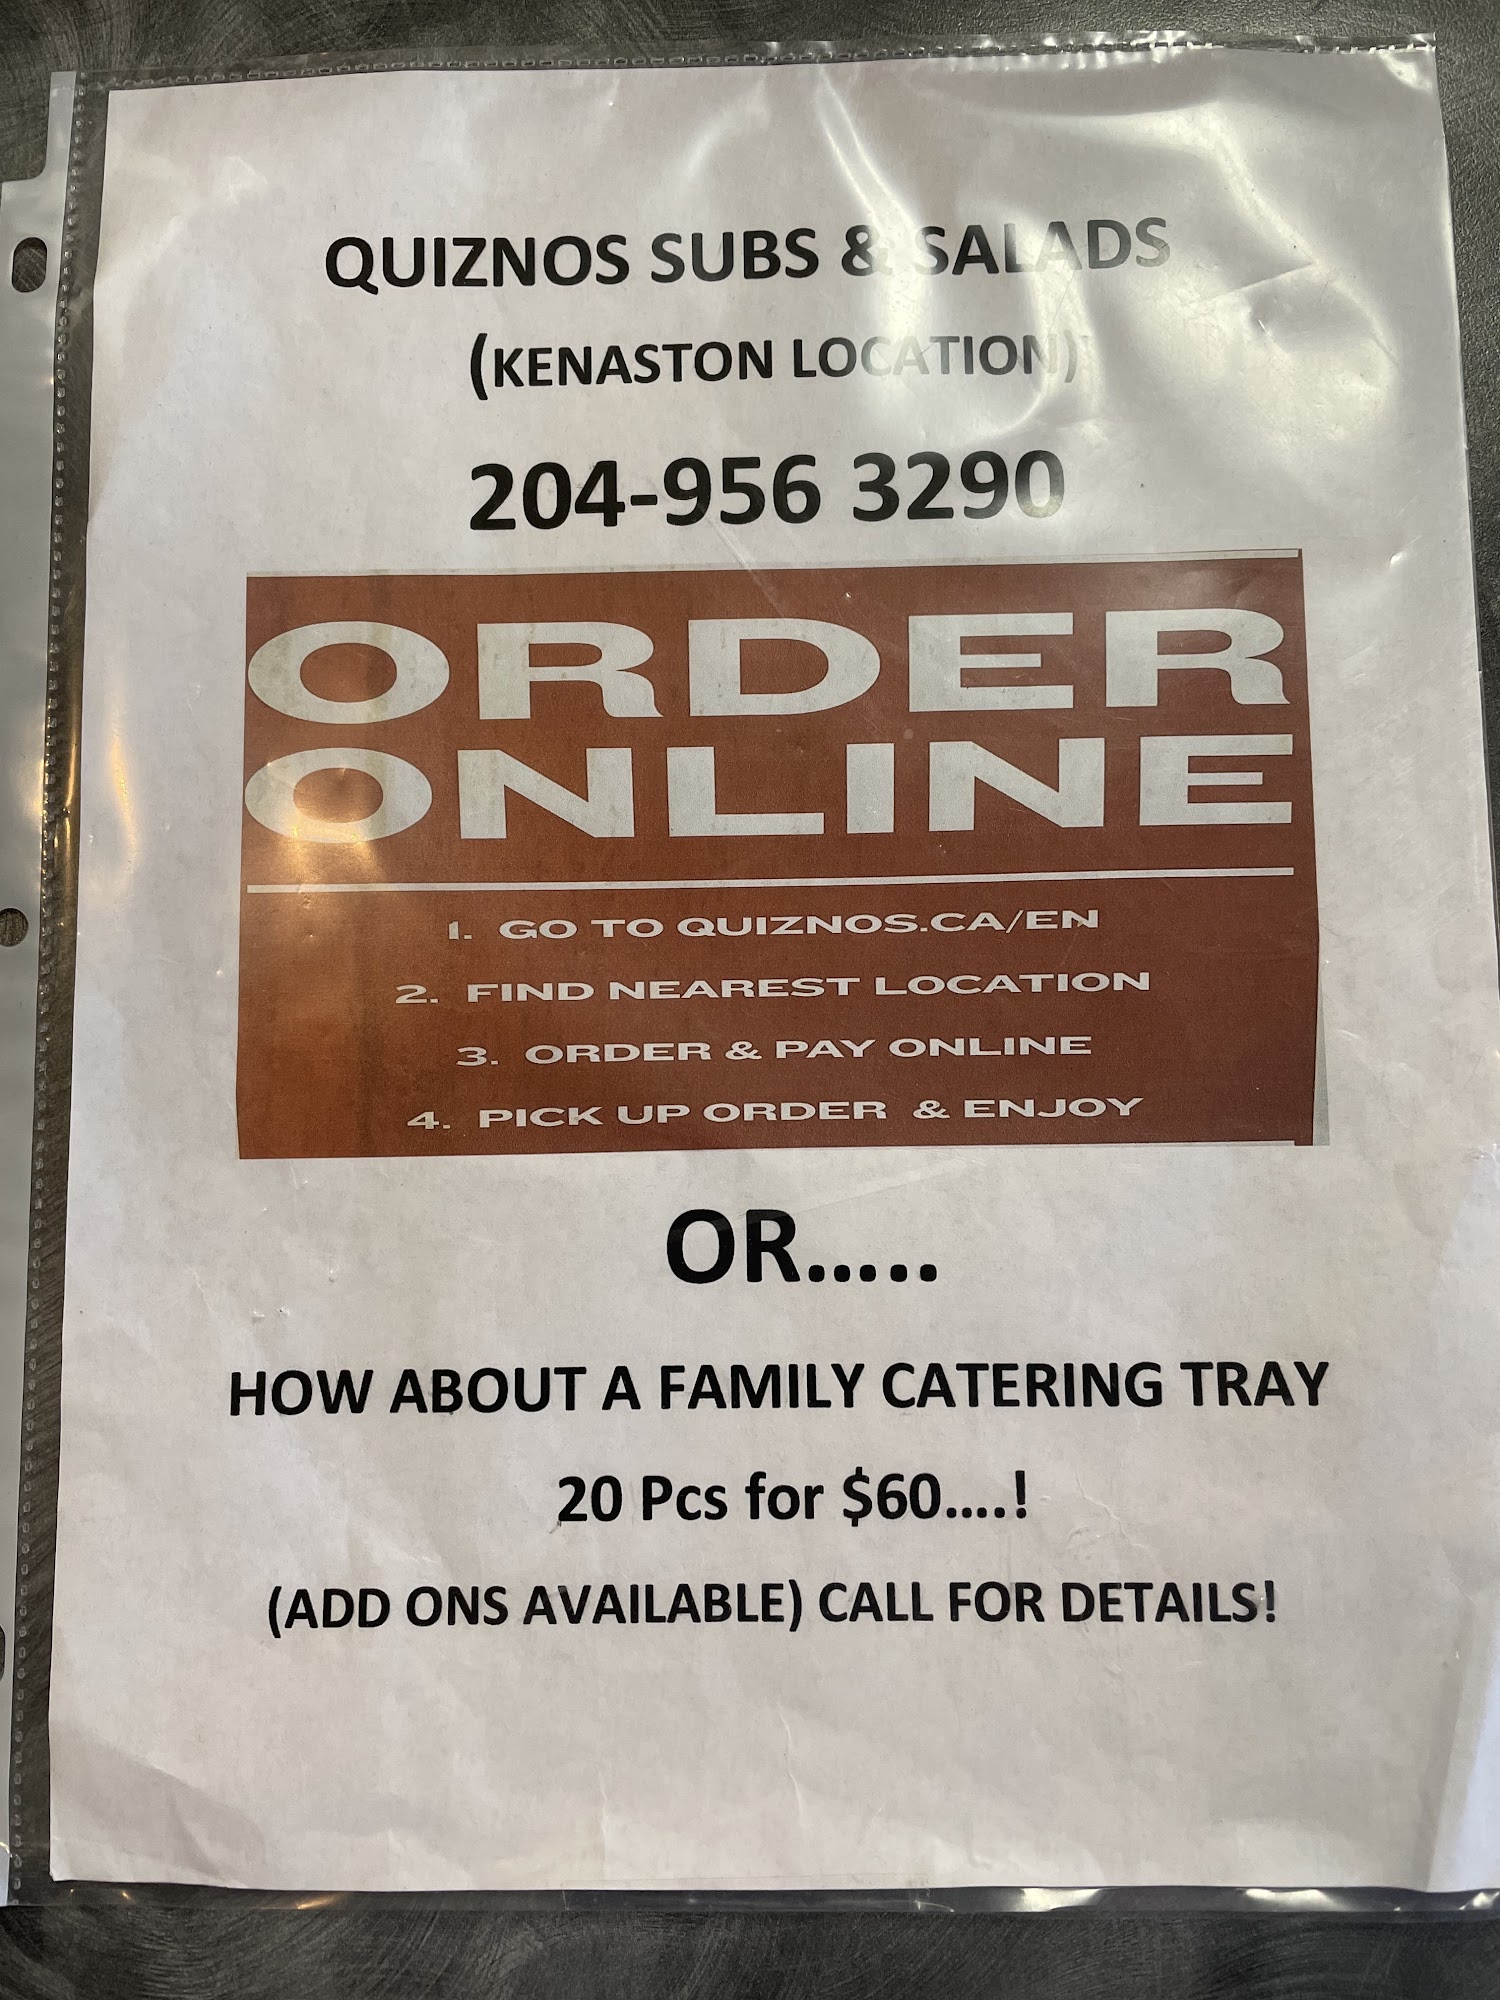 QUIZNOS SUBS & SALADS
(KENASTON LOCATION)
204-956 3290
ORDER
ONLINE
1. GO TO QUIZNOS.CA/EN
2. FIND NEAREST LOCATION
3. ORDER & PAY ONLINE
4. PICK UP ORDER & ENJOY
OR.....
HOW ABOUT A FAMILY CATERING TRAY
20 Pcs for $60....!
(ADD ONS AVAILABLE) CALL FOR DETAILS!